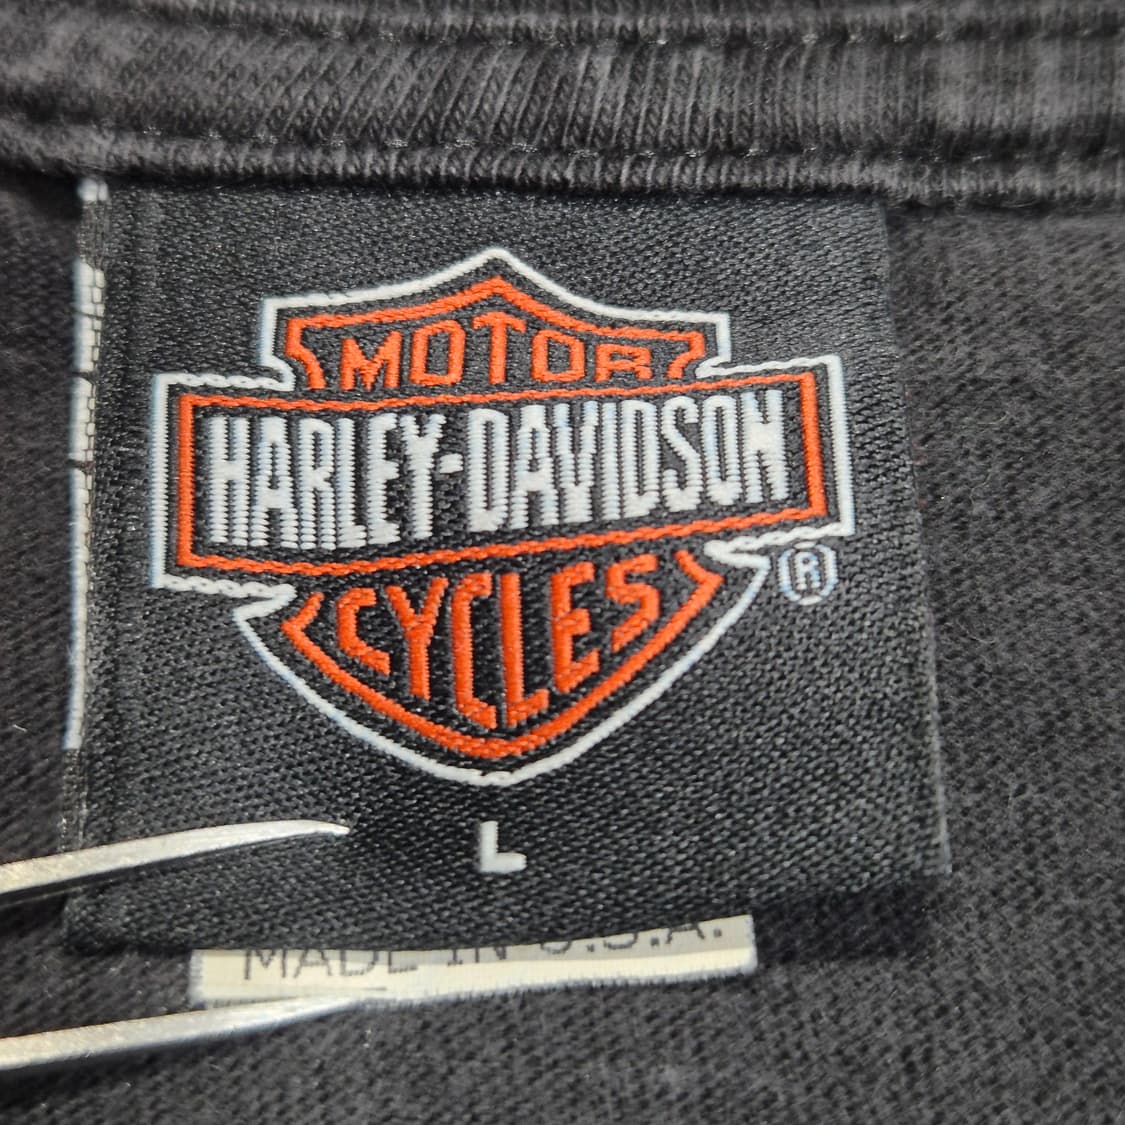 MOTOR
HARLEY-DAVIDSON
CYCLES
®
L
MADE IN U.S.A.